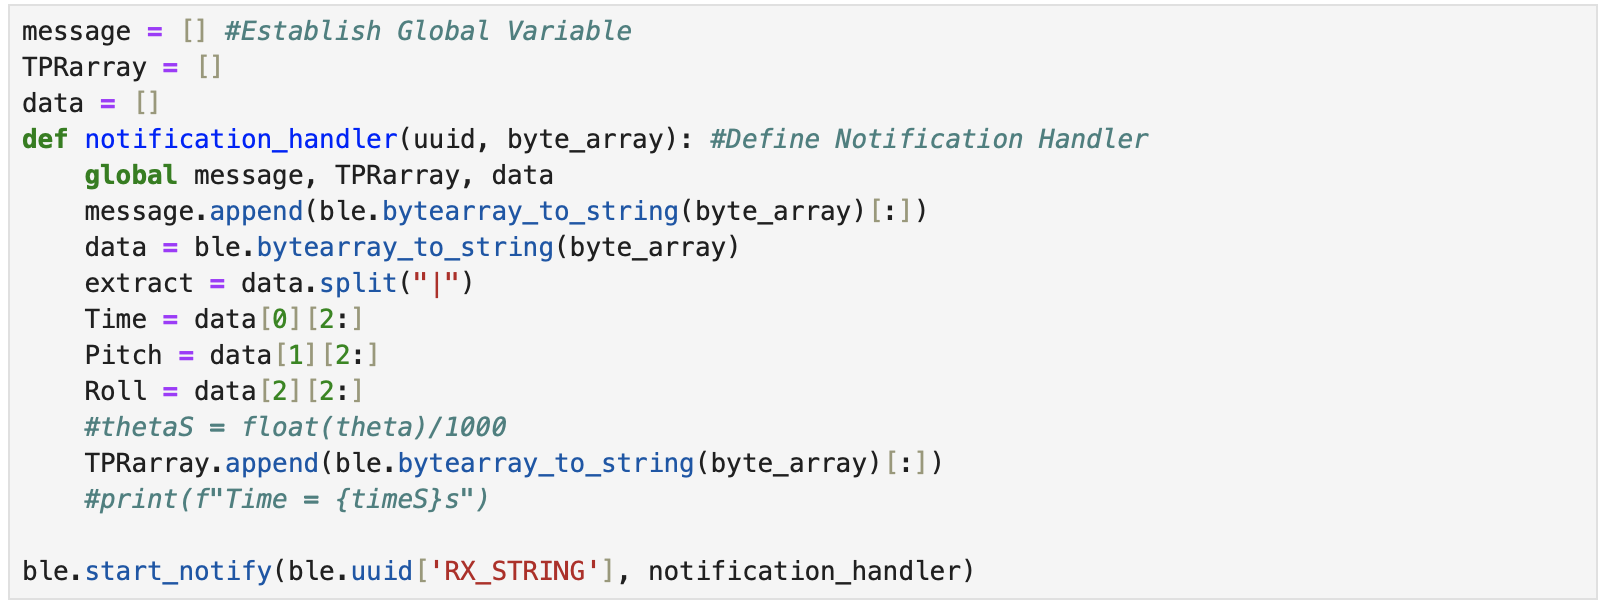 message = [] #Establish Global Variable
TPRarray = []
data = []
def notification_handler(uuid, byte_array): #Define Notification Handler
    global message, TPRarray, data
    message.append(ble.bytearray_to_string(byte_array)[:])
    data = ble.bytearray_to_string(byte_array)
    extract = data.split("|")
    Time = data[0][2:]
    Pitch = data[1][2:]
    Roll = data[2][2:]
    #thetaS = float(theta)/1000
    TPRarray.append(ble.bytearray_to_string(byte_array)[:])
    #print(f"Time = {timeS}s")

ble.start_notify(ble.uuid['RX_STRING'], notification_handler)